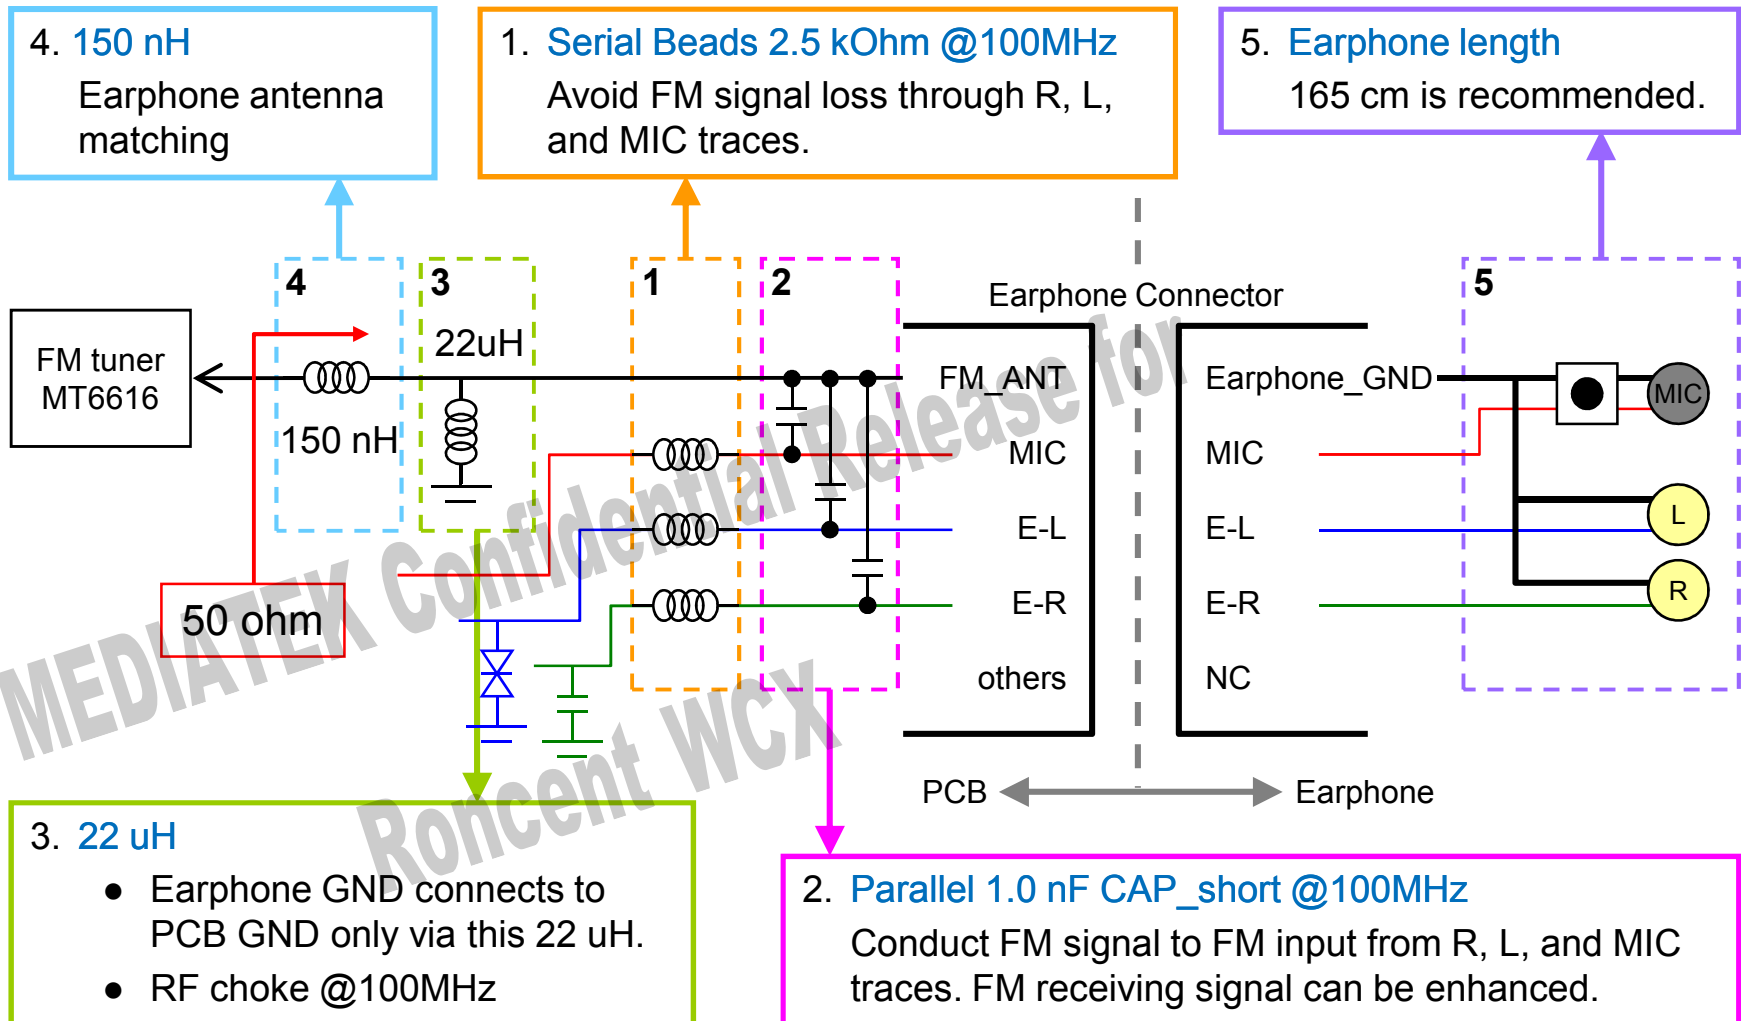 4. 150 nH
Earphone antenna
matching
1. Serial Beads 2.5 kOhm @100MHz
Avoid FM signal loss through R, L,
and MIC traces.
5. Earphone length
165 cm is recommended.
4
3
1
2
5
Earphone Connector
FM tuner
MT6616
22uH
150 nH
50 ohm
FM_ANT
MIC
E-L
E-R
others
Earphone_GND
MIC
E-L
E-R
NC
MIC
L
R
PCB
Earphone
MEDIATEK Confidential Release for
Roncent WCX
3. 22 uH
● Earphone GND connects to
PCB GND only via this 22 uH.
● RF choke @100MHz
2. Parallel 1.0 nF CAP_short @100MHz
Conduct FM signal to FM input from R, L, and MIC
traces. FM receiving signal can be enhanced.